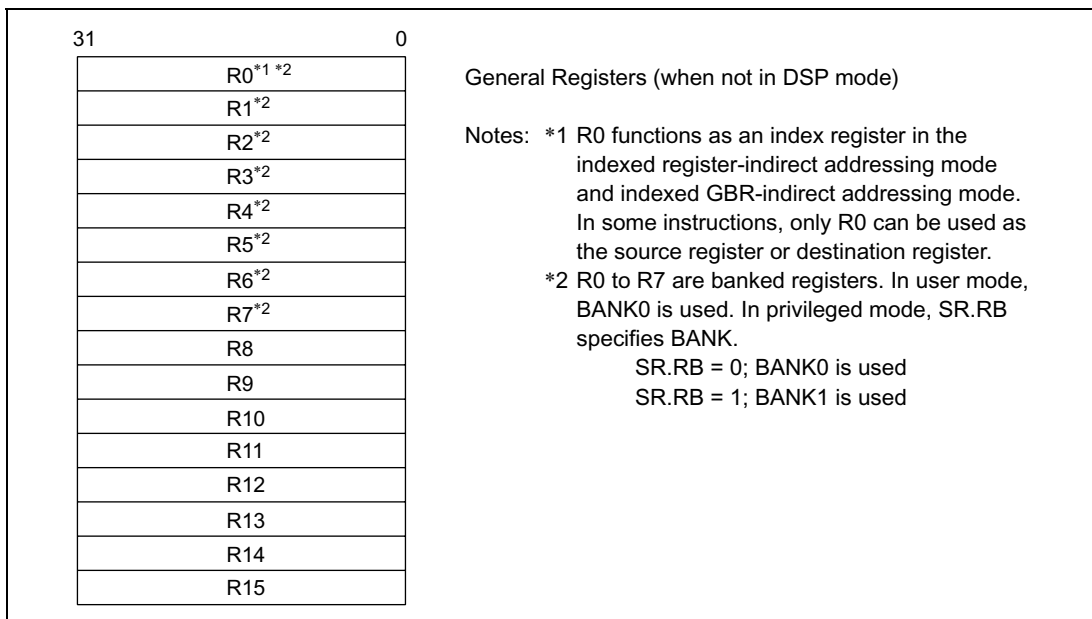 31 0
R0*1 *2
R1*2
R2*2
R3*2
R4*2
R5*2
R6*2
R7*2
R8
R9
R10
R11
R12
R13
R14
R15
General Registers (when not in DSP mode)
Notes: *1 R0 functions as an index register in the
indexed register-indirect addressing mode
and indexed GBR-indirect addressing mode.
In some instructions, only R0 can be used as
the source register or destination register.
*2 R0 to R7 are banked registers. In user mode,
BANK0 is used. In privileged mode, SR.RB
specifies BANK.
SR.RB = 0; BANK0 is used
SR.RB = 1; BANK1 is used